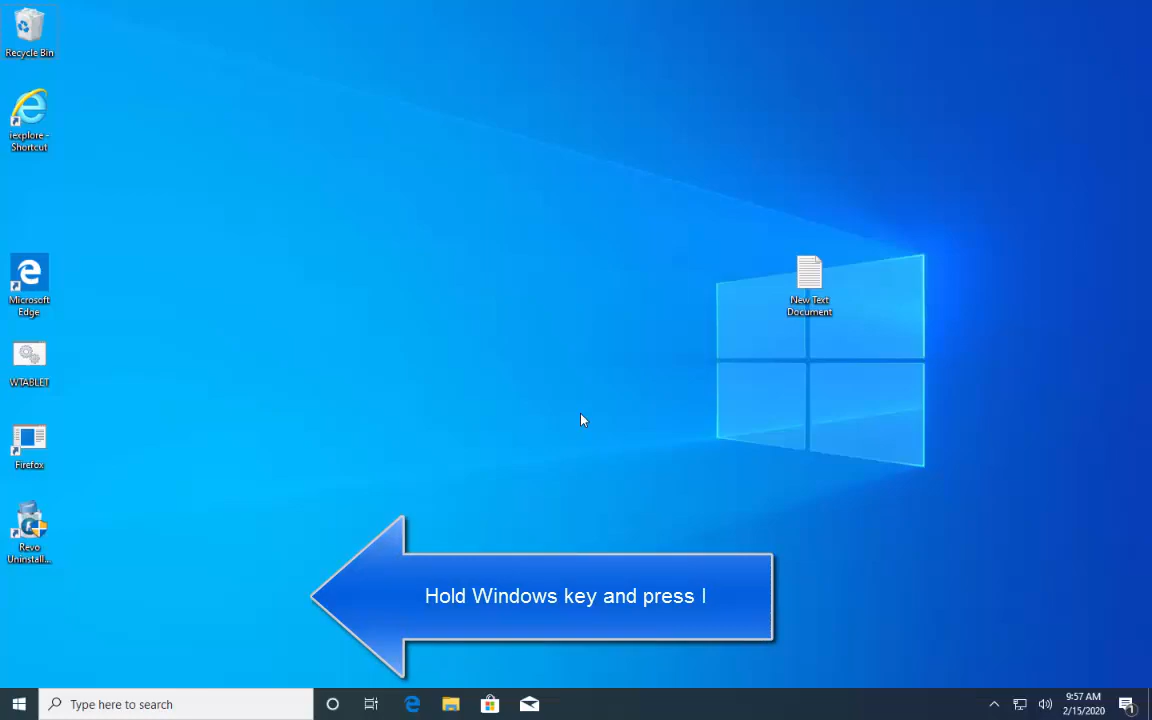 Recycle Bin
iexplore -
Shortcut
Microsoft
Edge
WTABLET
Firefox
Revo
Uninstall...
New Text
Document
Hold Windows key and press I
Type here to search
9:57 AM
2/15/2020
1